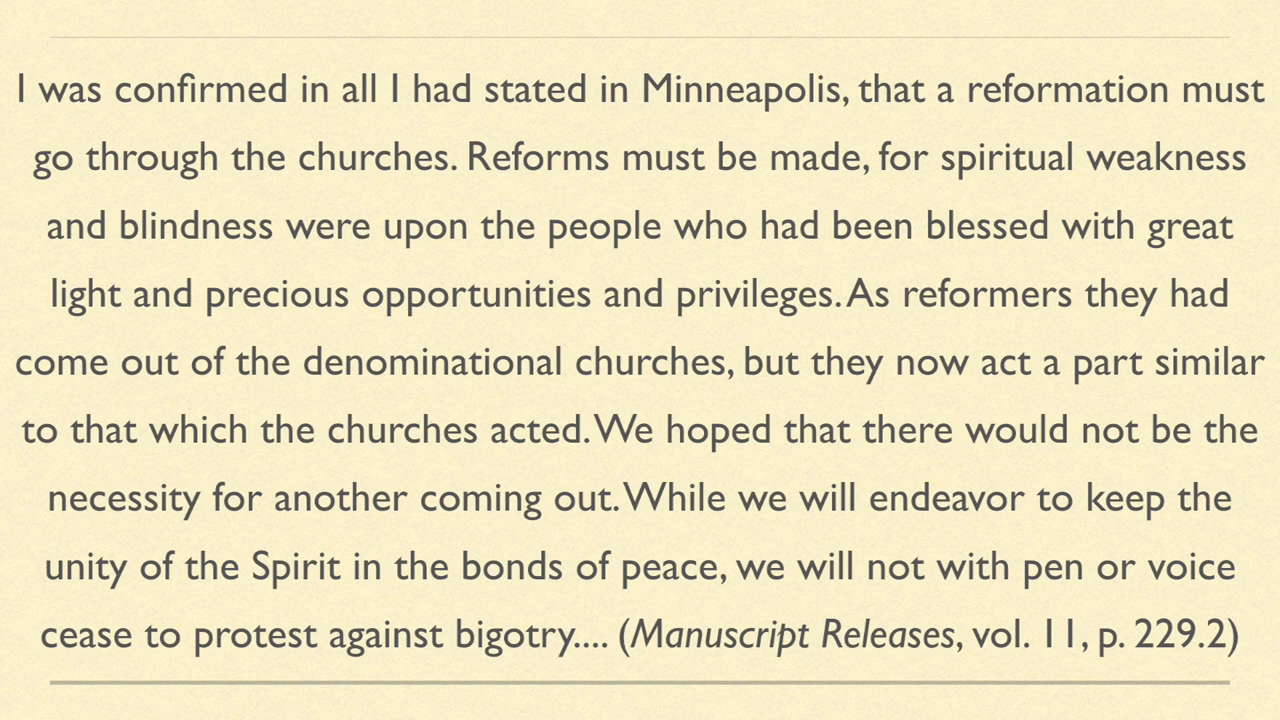 I was confirmed in all I had stated in Minneapolis, that a reformation must
go through the churches. Reforms must be made, for spiritual weakness
and blindness were upon the people who had been blessed with great
light and precious opportunities and privileges. As reformers they had
come out of the denominational churches, but they now act a part similar
to that which the churches acted. We hoped that there would not be the
necessity for another coming out. While we will endeavor to keep the
unity of the Spirit in the bonds of peace, we will not with pen or voice
cease to protest against bigotry.... (Manuscript Releases, vol. 11, p. 229.2)